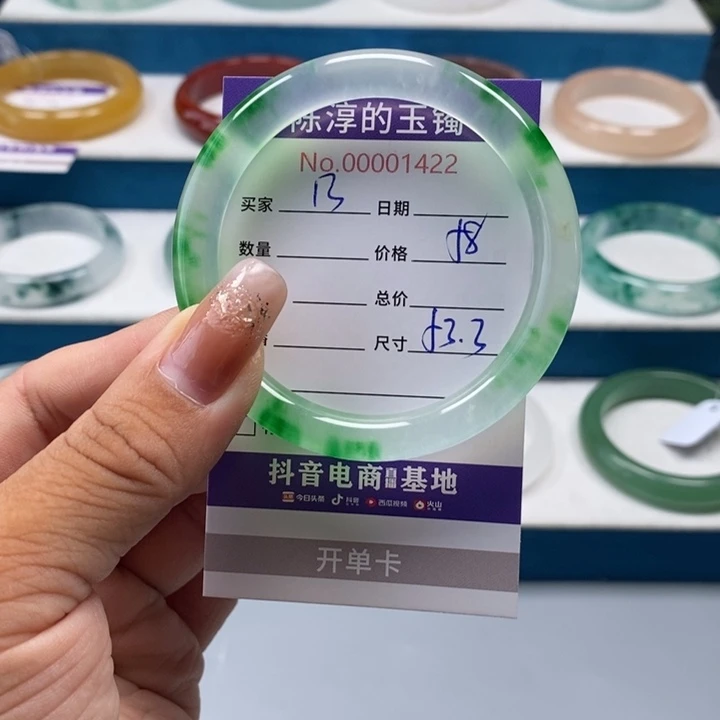 陈淳的玉镯
No.00001422
买家 13 日期
数量 价格 58
总价
尺寸 53.3
抖音电商直播基地
今日头条 抖音 西瓜视频 火山
开单卡